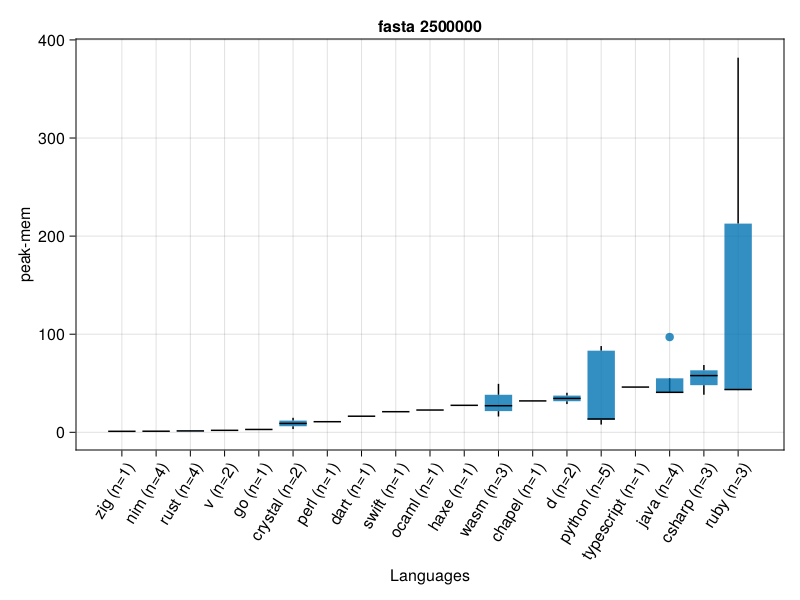 fasta 2500000
peak-mem
400
300
200
100
0
zig (n=1)
nim (n=4)
rust (n=4)
v (n=2)
go (n=1)
crystal (n=2)
perl (n=1)
dart (n=1)
swift (n=1)
ocaml (n=1)
haxe (n=1)
wasm (n=3)
chapel (n=1)
d (n=2)
python (n=5)
typescript (n=1)
java (n=4)
csharp (n=3)
ruby (n=3)
Languages